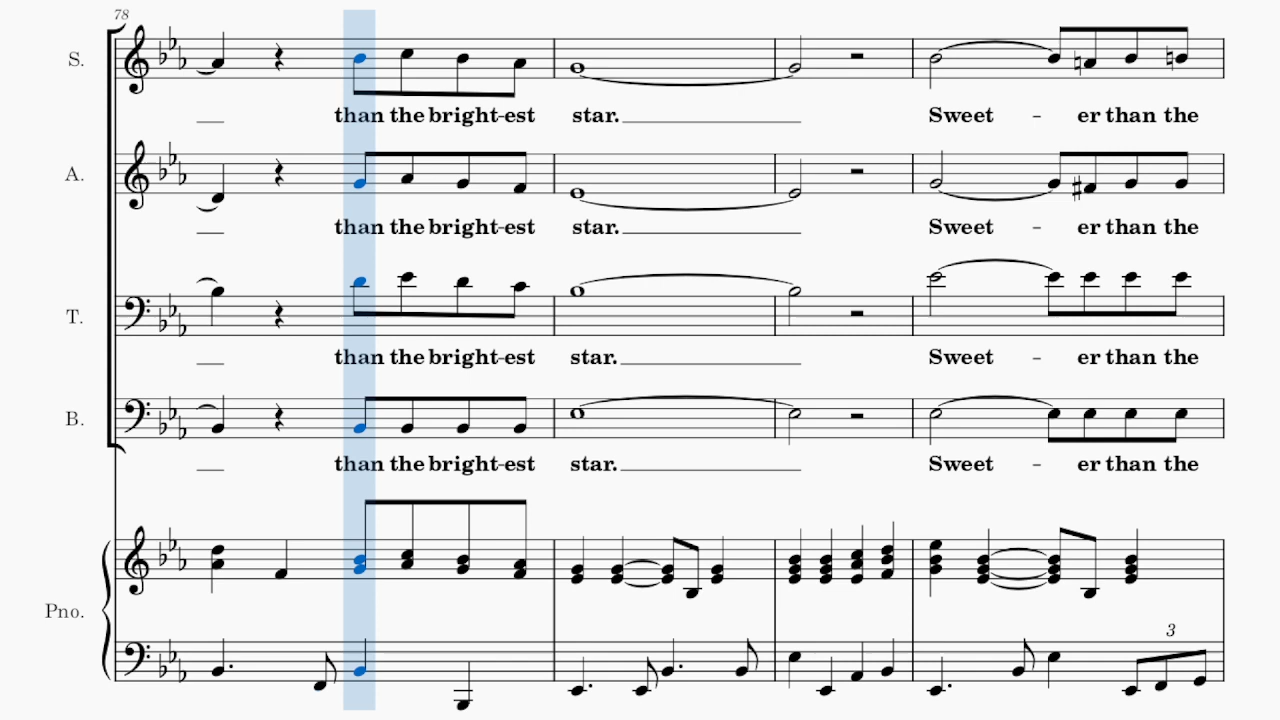 78
S.
than the bright-est star. Sweet - er than the
A.
than the bright-est star. Sweet - er than the
T.
than the bright-est star. Sweet - er than the
B.
than the bright-est star. Sweet - er than the
Pno.
3